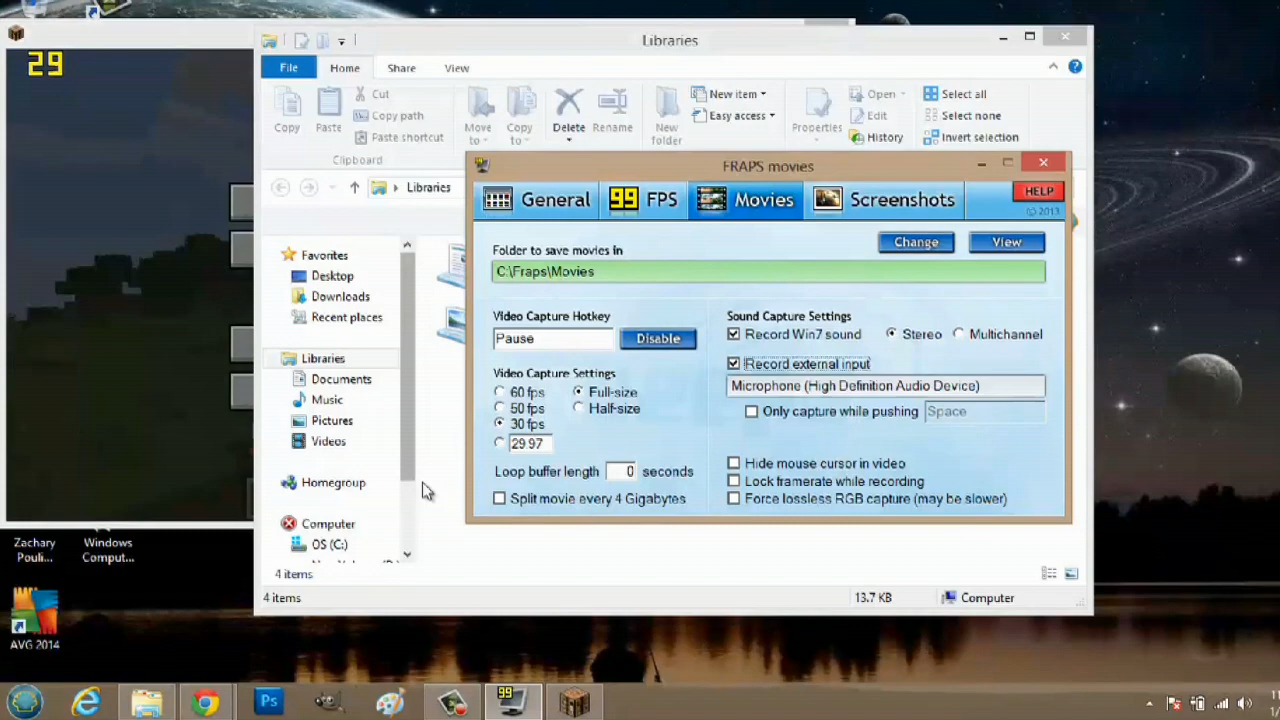 29
Libraries
File Home Share View
Copy
Paste
Cut
Copy path
Paste shortcut
Clipboard
Move to
Copy to
Delete
Rename
New folder
New item
Easy access
Properties
Open
Edit
History
Select all
Select none
Invert selection
Libraries
Favorites
Desktop
Downloads
Recent places
Libraries
Documents
Music
Pictures
Videos
Homegroup
Computer
OS (C:)
4 items
4 items 13.7 KB Computer
FRAPS movies
General 99 FPS Movies Screenshots
HELP
© 2013
Folder to save movies in
Change View
C:\Fraps\Movies
Video Capture Hotkey
Pause Disable
Video Capture Settings
60 fps Full-size
50 fps Half-size
30 fps
29.97
Loop buffer length 0 seconds
Split movie every 4 Gigabytes
Sound Capture Settings
Record Win7 sound Stereo Multichannel
Record external input
Microphone (High Definition Audio Device)
Only capture while pushing Space
Hide mouse cursor in video
Lock framerate while recording
Force lossless RGB capture (may be slower)
Zachary
Pouli...
Windows
Comput...
AVG 2014
Ps
99